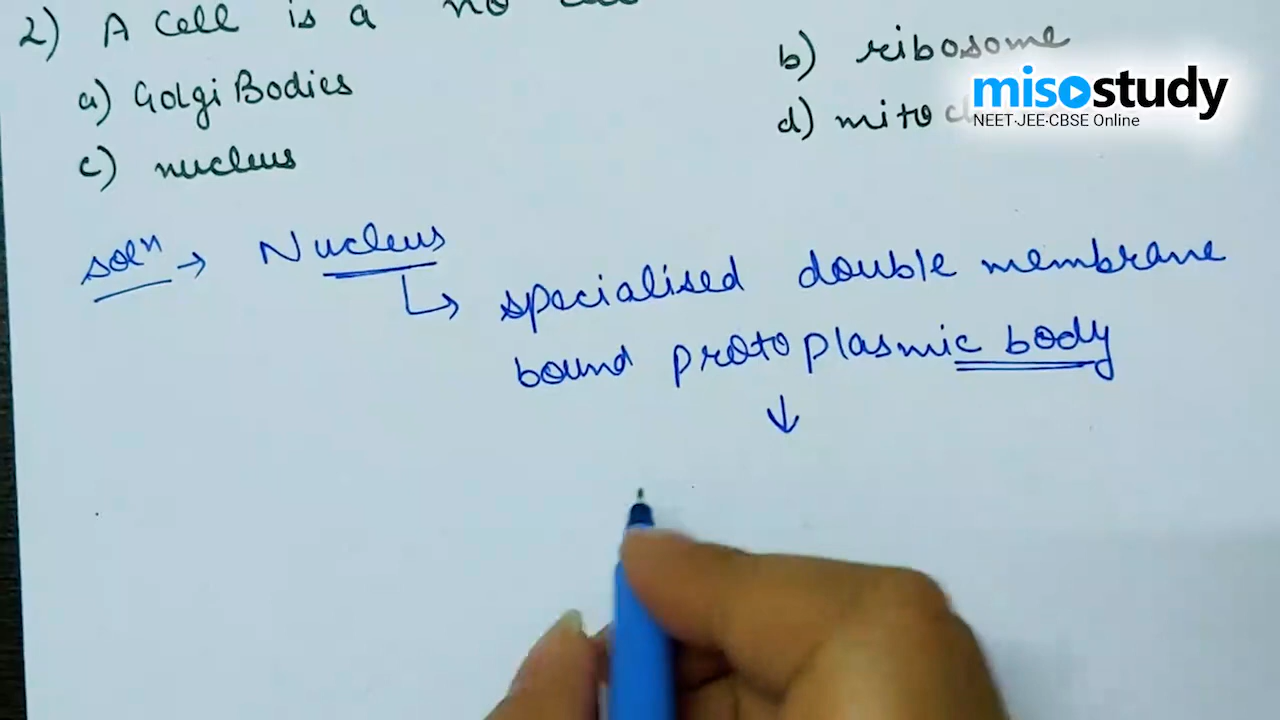 2) A Cell is a no
a) Golgi Bodies
b) ribosome
c) nucleus
d) mito
misostudy
NEET-JEE-CBSE Online
Solⁿ → Nucleus
↳ specialised double membrane
bound protoplasmic body
↓